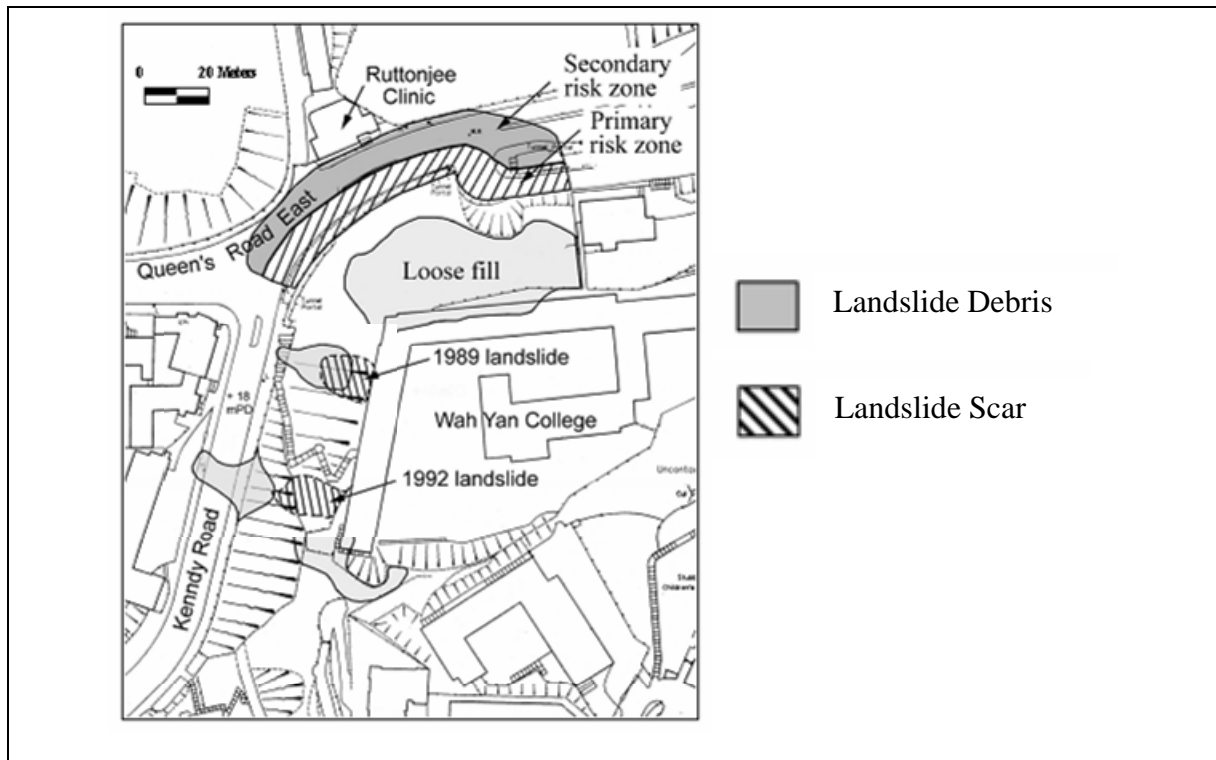 0 20 Meters
Ruttonjee
Clinic
Secondary
risk zone
Primary
risk zone
Queen's Road East
Loose fill
Landslide Debris
1989 landslide
Landslide Scar
+ 18
mPD
Wah Yan College
1992 landslide
Kenndy Road